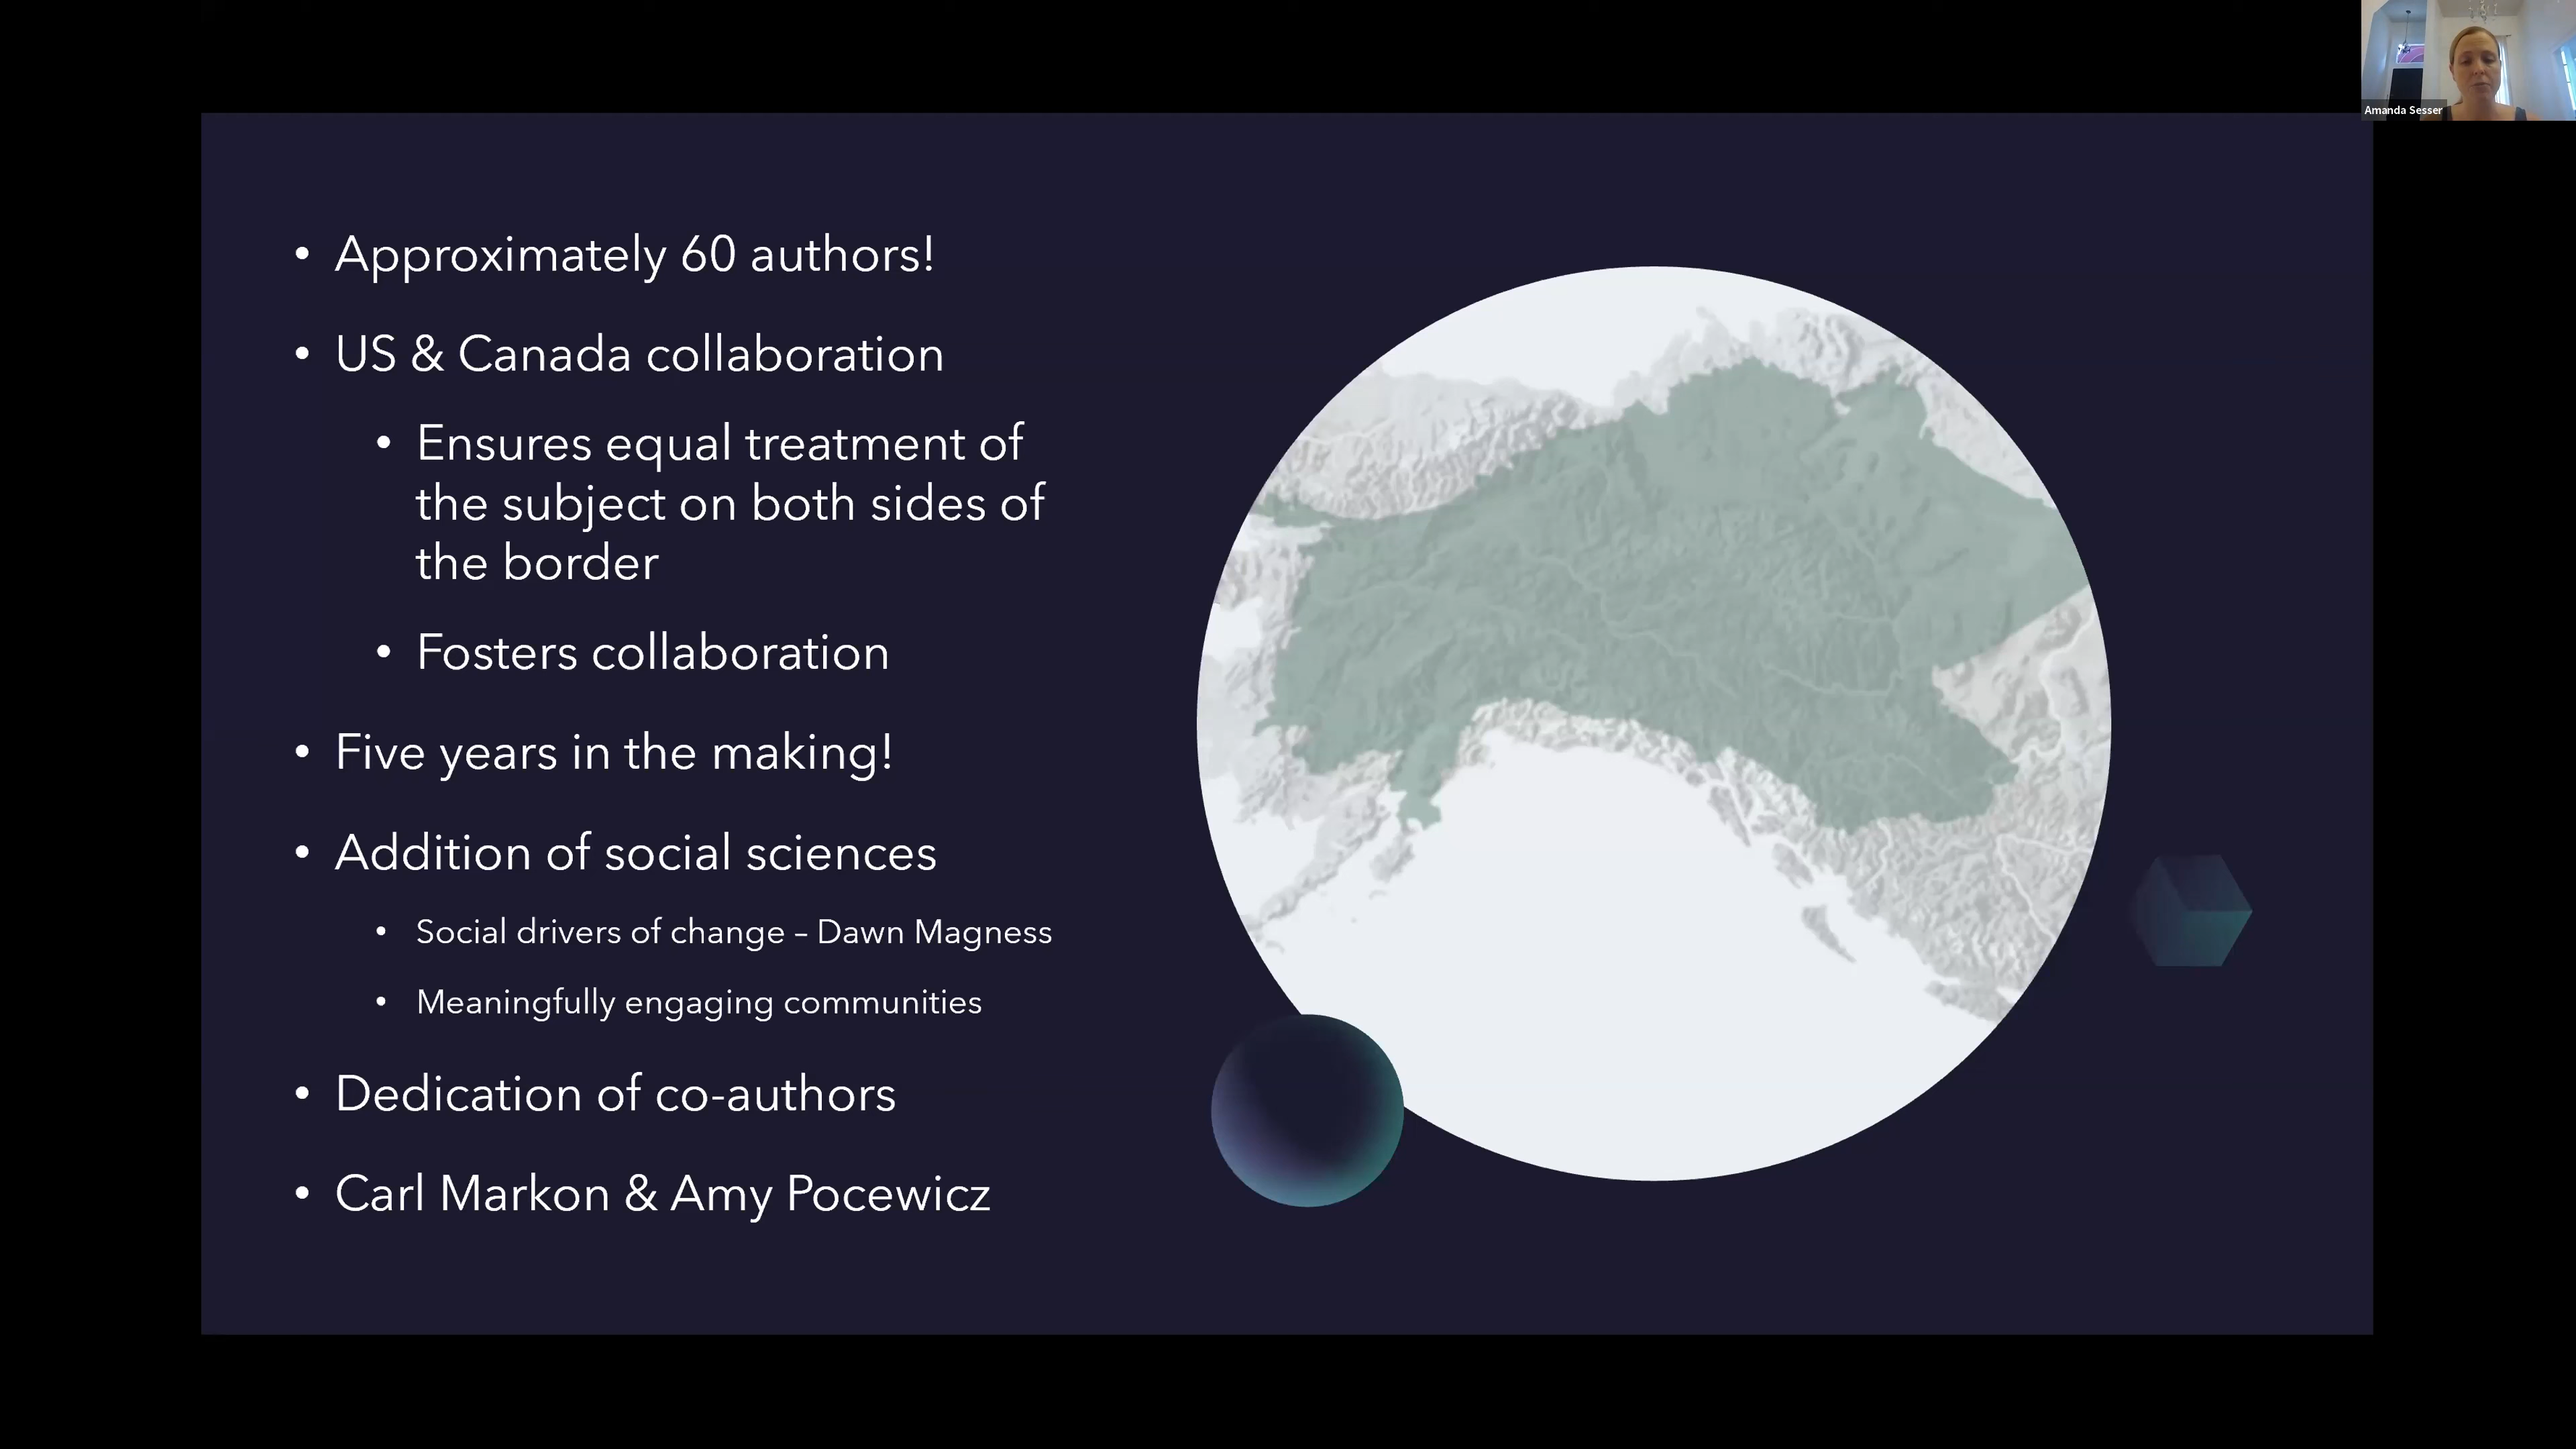 Amanda Sesser
• Approximately 60 authors!
• US & Canada collaboration
• Ensures equal treatment of
the subject on both sides of
the border
• Fosters collaboration
• Five years in the making!
• Addition of social sciences
• Social drivers of change – Dawn Magness
• Meaningfully engaging communities
• Dedication of co-authors
• Carl Markon & Amy Pocewicz